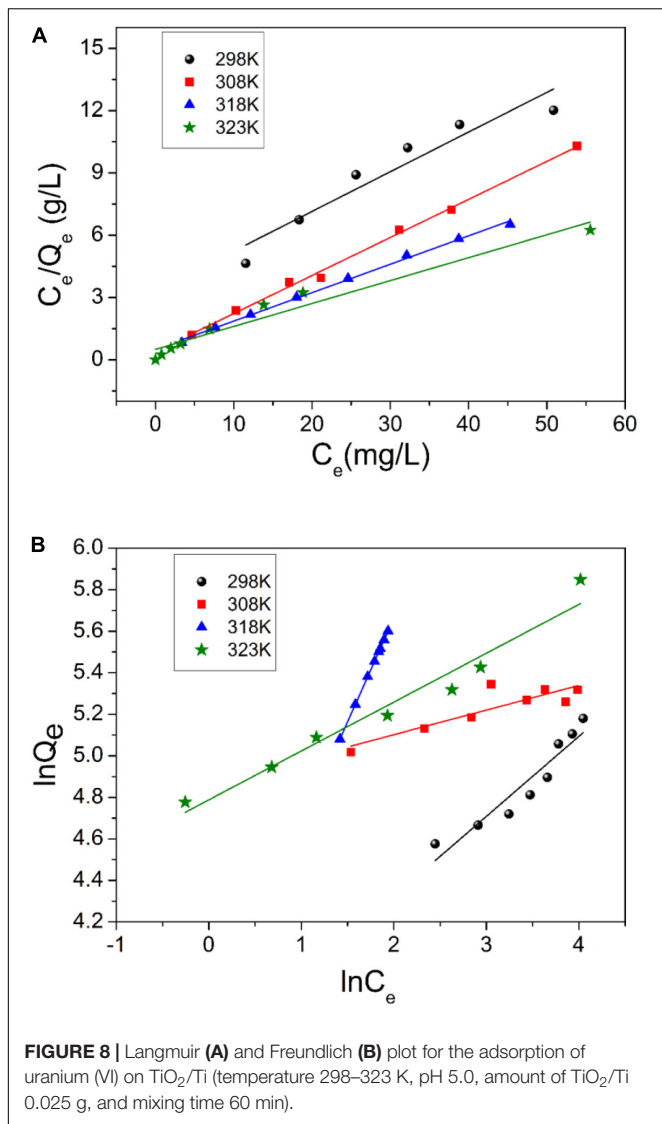 A
15
12
9
6
3
0
C_e/Q_e (g/L)
298K
308K
318K
323K
0 10 20 30 40 50 60
C_e(mg/L)
B
6.0
5.8
5.6
5.4
5.2
5.0
4.8
4.6
4.4
4.2
lnQe
298K
308K
318K
323K
-1 0 1 2 3 4
lnC_e
FIGURE 8 | Langmuir (A) and Freundlich (B) plot for the adsorption of
uranium (VI) on TiO₂/Ti (temperature 298–323 K, pH 5.0, amount of TiO₂/Ti
0.025 g, and mixing time 60 min).